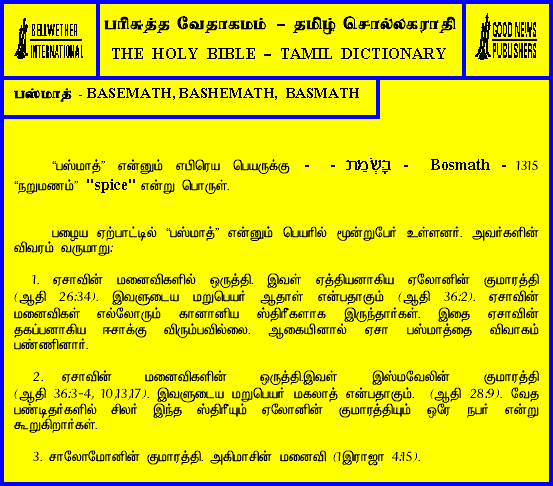 BELLWETHER
INTERNATIONAL
பரிசுத்த வேதாகமம் – தமிழ் சொல்லகராதி
THE HOLY BIBLE – TAMIL DICTIONARY
GOOD NEWS
PUBLISHERS
பஸ்மாத் - BASEMATH, BASHEMATH, BASMATH
“பஸ்மாத்” என்னும் எபிரெய பெயருக்கு - - בָּשְׂמַת - Bosmath - 1315
“நறுமணம்” "spice" என்று பொருள்.
பழைய ஏற்பாட்டில் “பஸ்மாத்” என்னும் பெயரில் மூன்றுபேர் உள்ளனர். அவர்களின்
விவரம் வருமாறு:
1. ஏசாவின் மனைவிகளில் ஒருத்தி. இவள் ஏத்தியனாகிய ஏலோனின் குமாரத்தி
(ஆதி 26:34). இவளுடைய மறுபெயர் ஆதாள் என்பதாகும் (ஆதி 36:2). ஏசாவின்
மனைவிகள் எல்லோரும் கானானிய ஸ்திரீகளாக இருந்தார்கள். இதை ஏசாவின்
தகப்பனாகிய ஈசாக்கு விரும்பவில்லை. ஆகையினால் ஏசா பஸ்மாத்தை விவாகம்
பண்ணினார்.
2. ஏசாவின் மனைவிகளின் ஒருத்தி.இவள் இஸ்மவேலின் குமாரத்தி
(ஆதி 36:3-4, 10,13,17). இவளுடைய மறுபெயர் மகலாத் என்பதாகும். (ஆதி 28:9). வேத
பண்டிதர்களில் சிலர் இந்த ஸ்திரீயும் ஏலோனின் குமாரத்தியும் ஒரே நபர் என்று
கூறுகிறார்கள்.
3. சாலோமோனின் குமாரத்தி. அகிமாசின் மனைவி (1இராஜா 4:15).